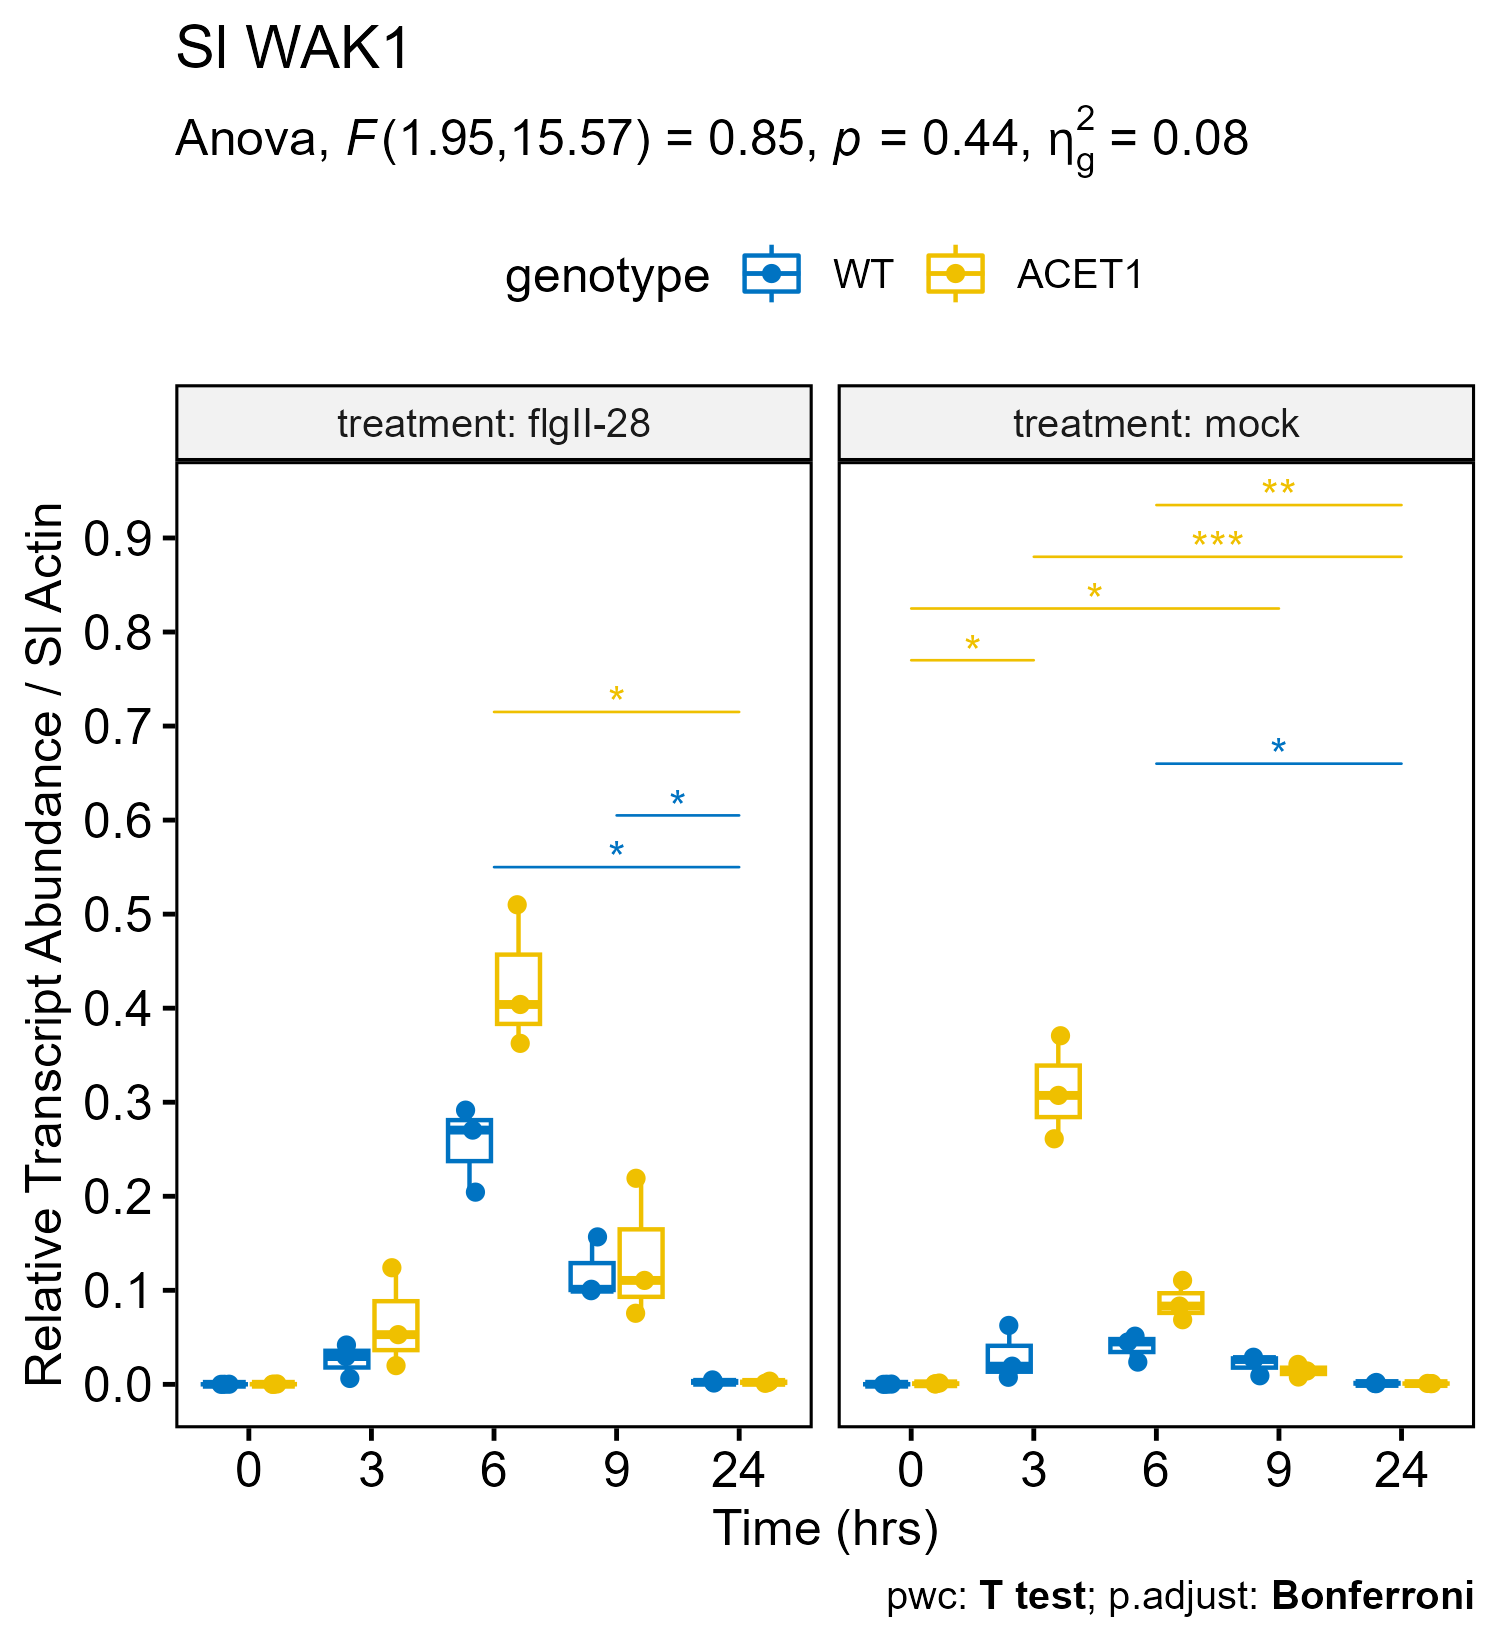 Sl WAK1
Anova, F(1.95,15.57) = 0.85, p = 0.44, η²g = 0.08
genotype WT ACET1
treatment: flgII-28
treatment: mock
Relative Transcript Abundance / Sl Actin
0.9
0.8
0.7
0.6
0.5
0.4
0.3
0.2
0.1
0.0
*
*
*
**
***
*
*
*
0 3 6 9 24
0 3 6 9 24
Time (hrs)
pwc: T test; p.adjust: Bonferroni